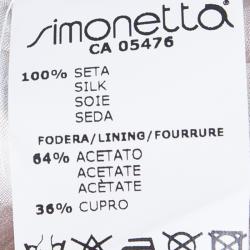 simonetta
CA 05476
100% SETA
SILK
SOIE
SEDA
FODERA/LINING/FOURRURE
64% ACETATO
ACETATE
ACÈTATE
36% CUPRO